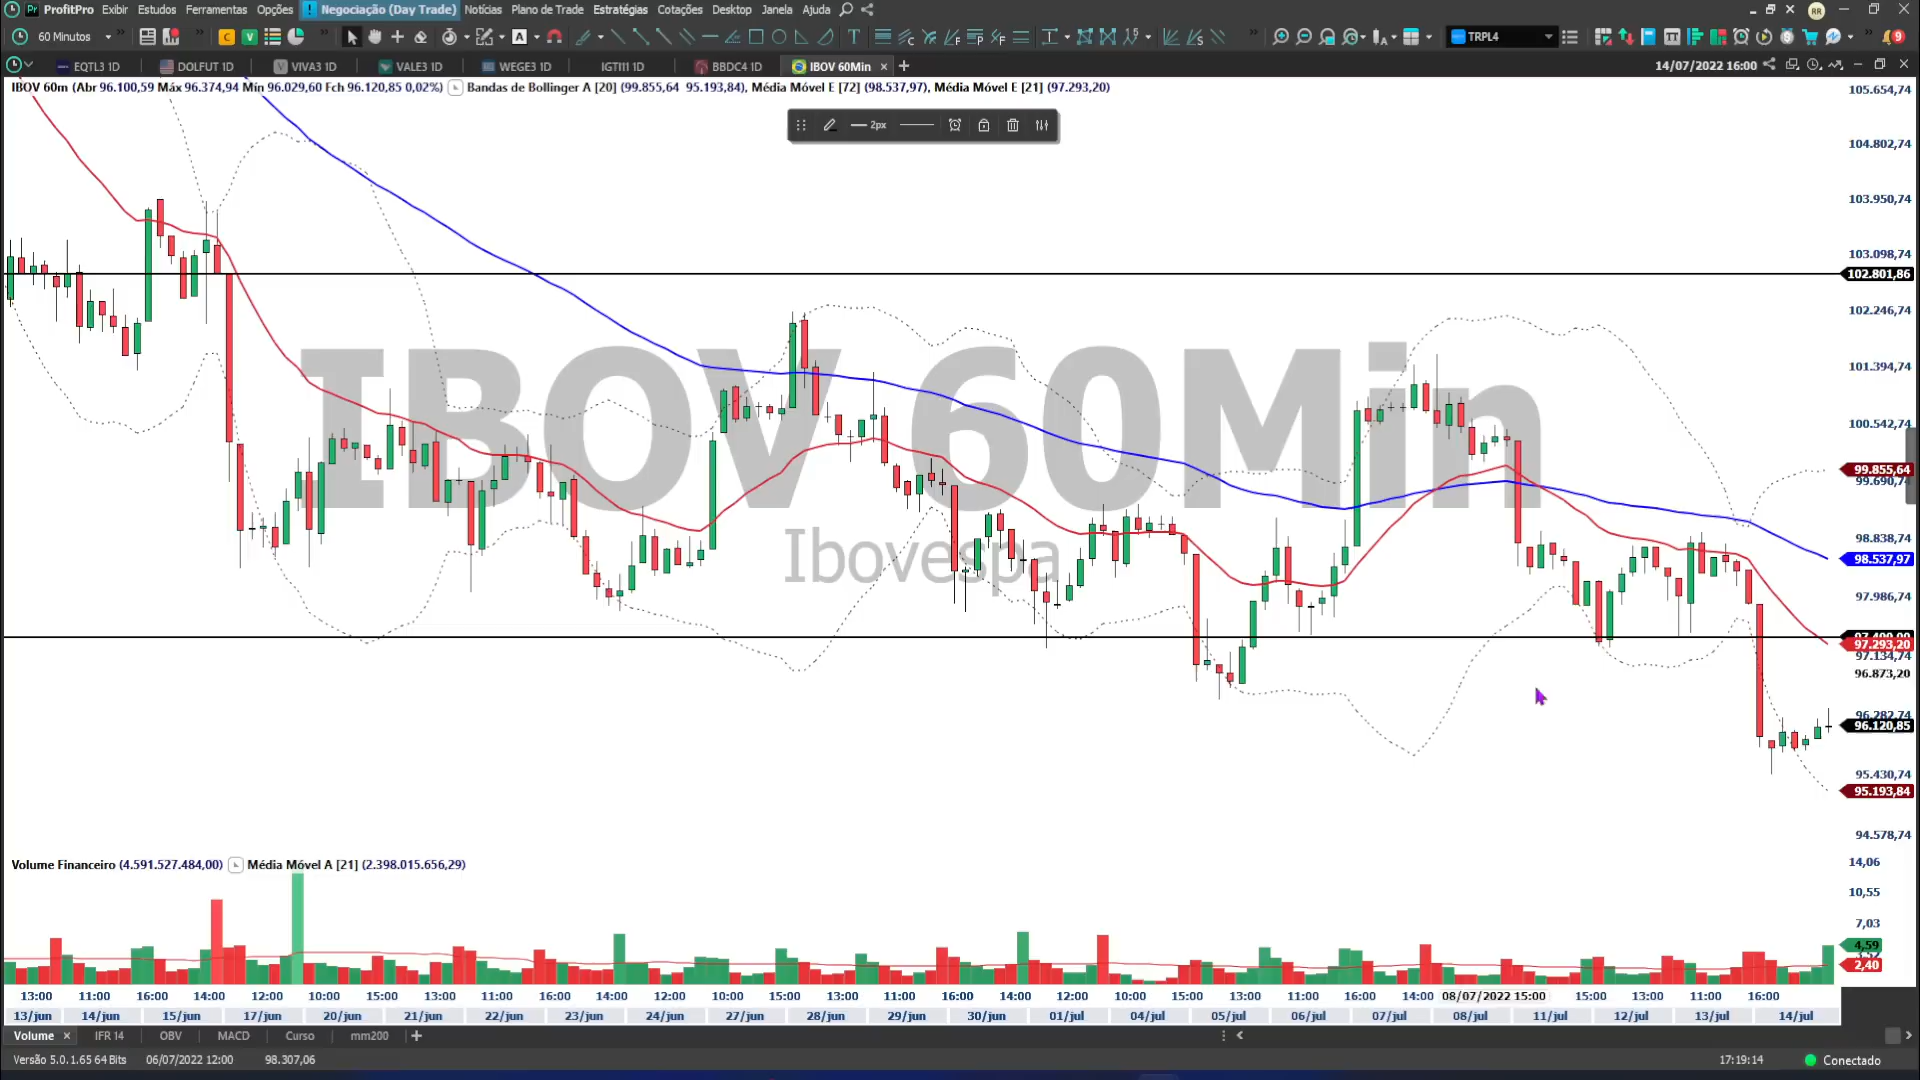 ProfitPro Exibir Estudos Ferramentas Opções ! Negociação (Day Trade) Notícias Plano de Trade Estratégias Cotações Desktop Janela Ajuda RR
60 Minutos C V A T TRPL4 9
EQTL3 1D DOLFUT 1D VIVA3 1D VALE3 1D WEGE3 1D IGTI11 1D BBDC4 1D IBOV 60Min × + 14/07/2022 16:00
IBOV 60m (Abr 96.100,59 Máx 96.374,94 Mín 96.029,60 Fch 96.120,85 0,02%) Bandas de Bollinger A [20] (99.855,64 95.193,84), Média Móvel E [72] (98.537,97), Média Móvel E [21] (97.293,20)
2px
105.654,74
104.802,74
103.950,74
103.098,74
102.801,86
102.246,74
101.394,74
100.542,74
99.855,64
99.690,74
98.838,74
98.537,97
97.986,74
97.293,20
97.134,74
96.873,20
96.282,74
96.120,85
95.430,74
95.193,84
94.578,74
IBOV 60Min
Ibovespa
Volume Financeiro (4.591.527.484,00) Média Móvel A [21] (2.398.015.656,29)
14,06
10,55
7,03
4,59
2,40
13:00 11:00 16:00 14:00 12:00 10:00 15:00 13:00 11:00 16:00 14:00 12:00 10:00 15:00 13:00 11:00 16:00 14:00 12:00 10:00 15:00 13:00 11:00 16:00 14:00 08/07/2022 15:00 15:00 13:00 11:00 16:00
13/jun 14/jun 15/jun 17/jun 20/jun 21/jun 22/jun 23/jun 24/jun 27/jun 28/jun 29/jun 30/jun 01/jul 04/jul 05/jul 06/jul 07/jul 08/jul 11/jul 12/jul 13/jul 14/jul
Volume × IFR 14 OBV MACD Curso mm200 +
Versão 5.0.1.65 64 Bits 06/07/2022 12:00 98.307,06 17:19:14 Conectado